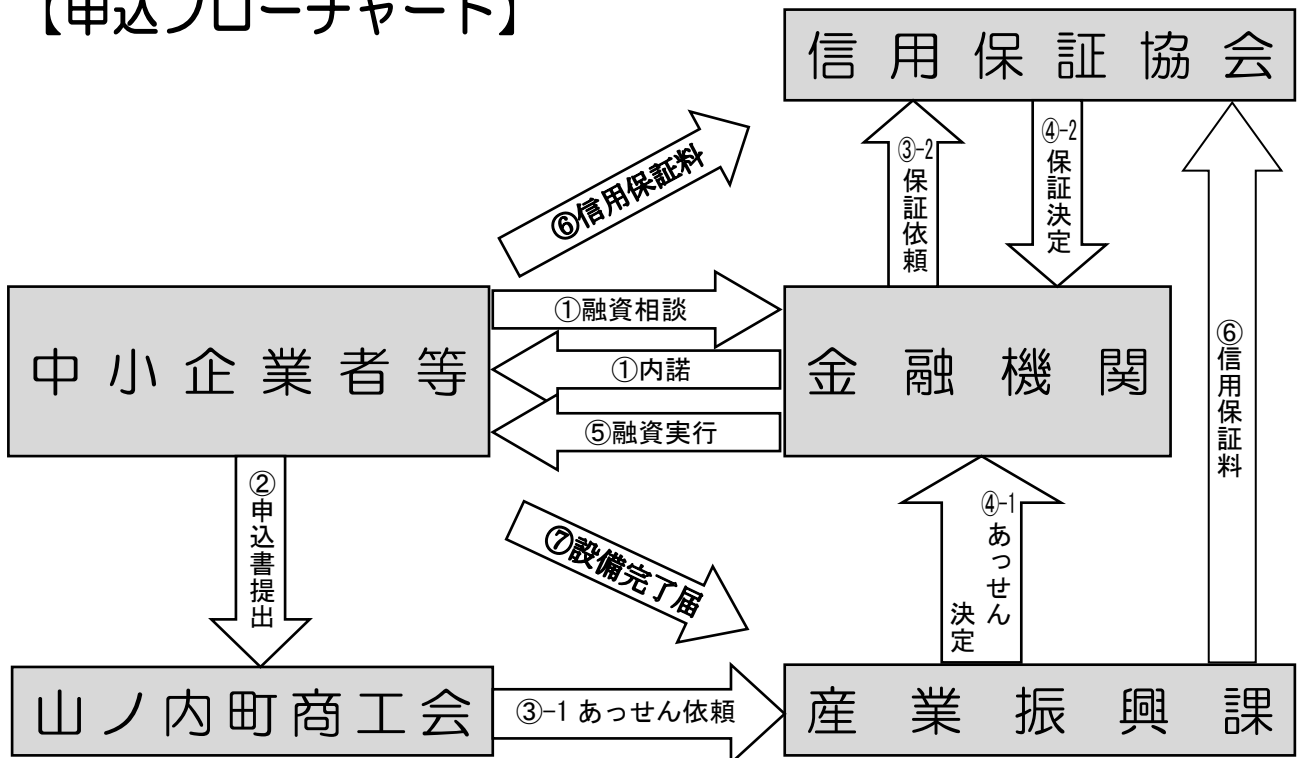 【申込フローチャート】
信用保証協会
③-2保証依頼
④-2保証決定
⑥信用保証料
①融資相談
中小企業者等
①内諾
金融機関
⑤融資実行
⑥信用保証料
②申込書提出
⑦設備完了届
④-1あっせん
決定
山ノ内町商工会
③-1 あっせん依頼
産業振興課